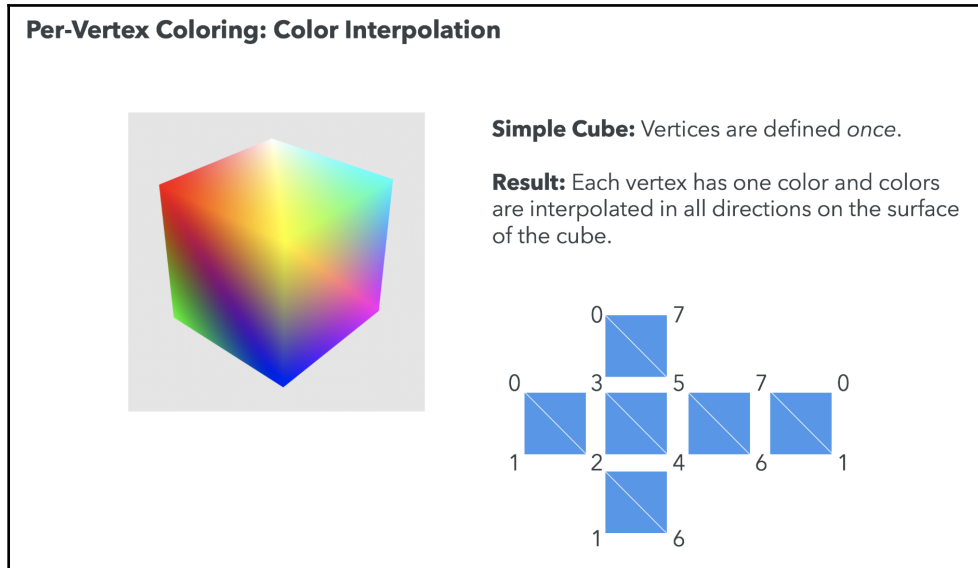 Per-Vertex Coloring: Color Interpolation
Simple Cube: Vertices are defined once.
Result: Each vertex has one color and colors
are interpolated in all directions on the surface
of the cube.
0 7
0 3 5 7 0
1 2 4 6 1
1 6